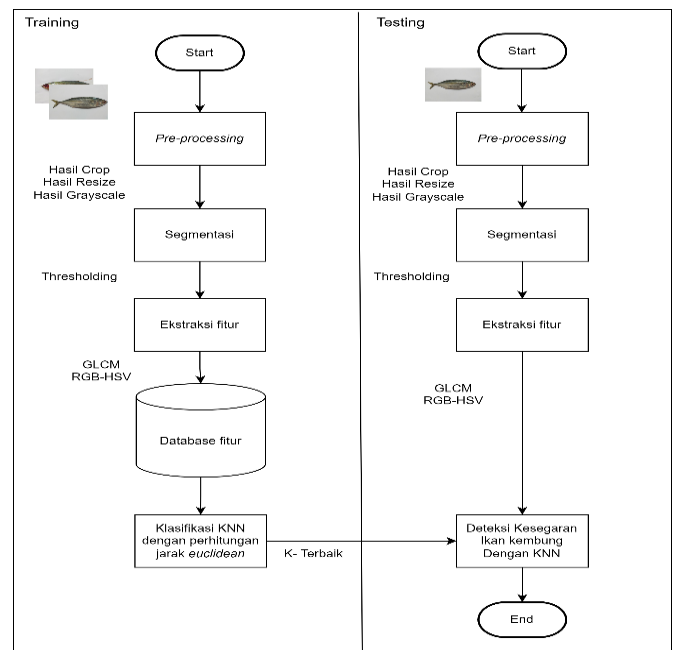 Training
Start
Pre-processing
Hasil Crop
Hasil Resize
Hasil Grayscale
Segmentasi
Thresholding
Ekstraksi fitur
GLCM
RGB-HSV
Database fitur
Klasifikasi KNN
dengan perhitungan
jarak euclidean
K- Terbaik
Testing
Start
Pre-processing
Hasil Crop
Hasil Resize
Hasil Grayscale
Segmentasi
Thresholding
Ekstraksi fitur
GLCM
RGB-HSV
Deteksi Kesegaran
Ikan kembung
Dengan KNN
End